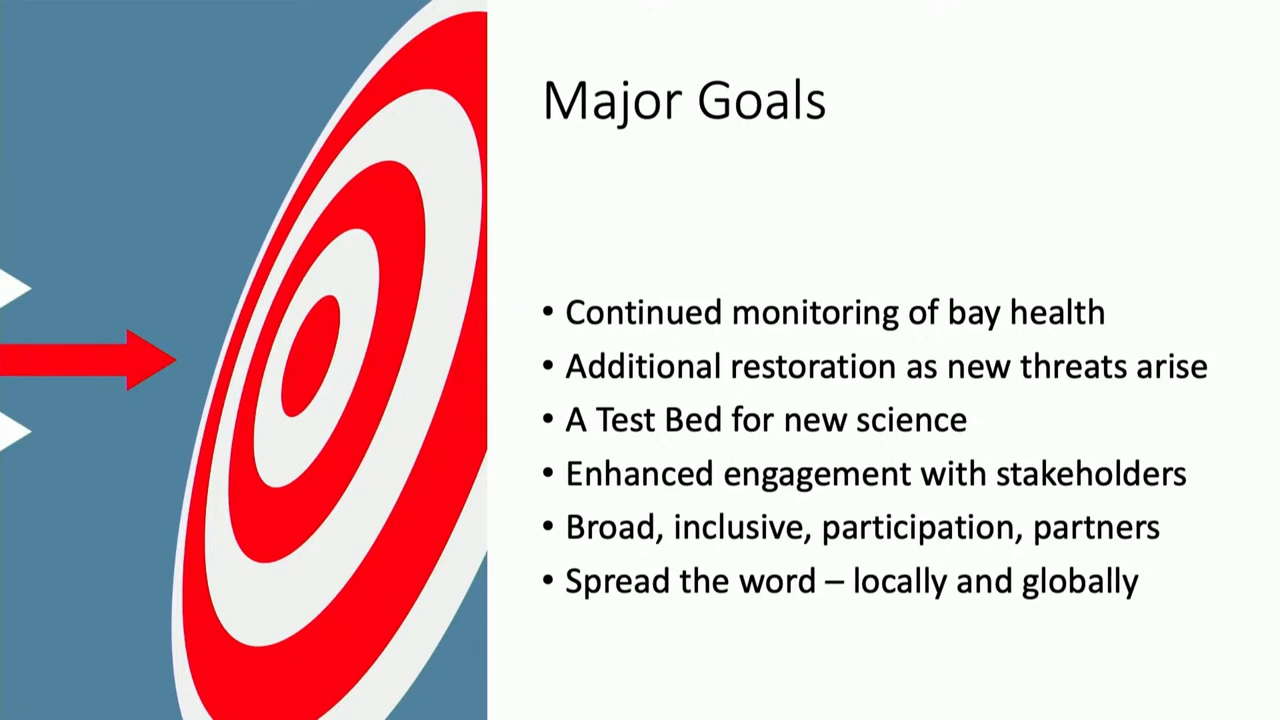 Major Goals
• Continued monitoring of bay health
• Additional restoration as new threats arise
• A Test Bed for new science
• Enhanced engagement with stakeholders
• Broad, inclusive, participation, partners
• Spread the word – locally and globally